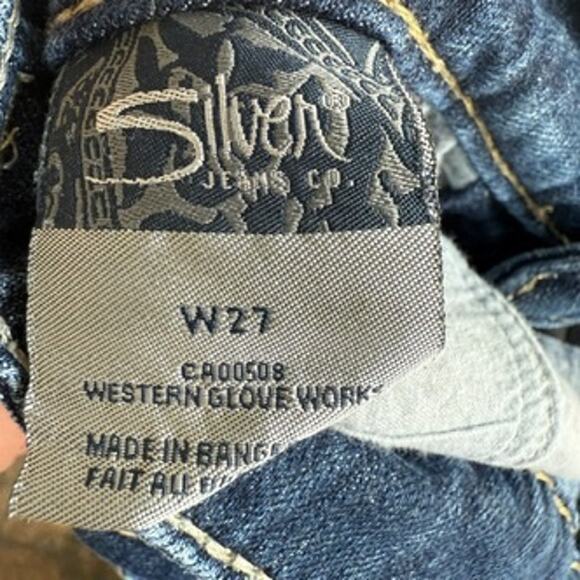 Silver®
JEANS CO.
W27
CA00508
WESTERN GLOVE WORKS
MADE IN
FAIT